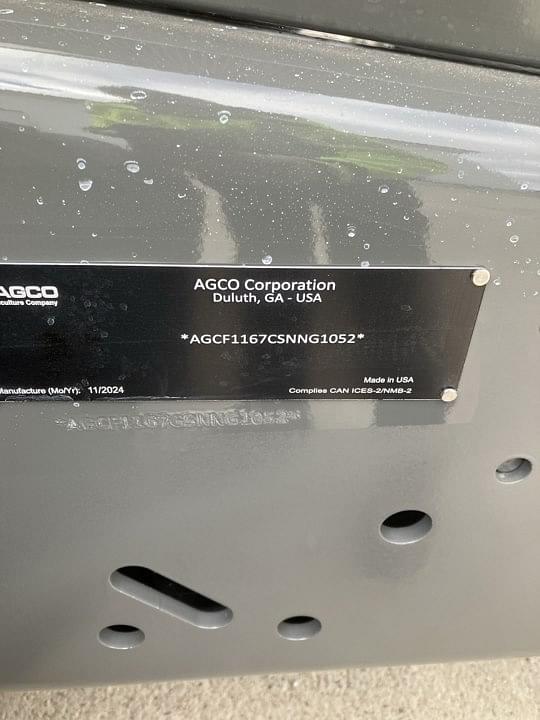 AGCO
AGCO Corporation
Duluth, GA - USA
*AGCF1167CSNNG1052*
Made in USA
Manufacture (Mo/Yr): 11/2024
Complies CAN ICES-2/NMB-2
*AGCF1167CSNNG1052*